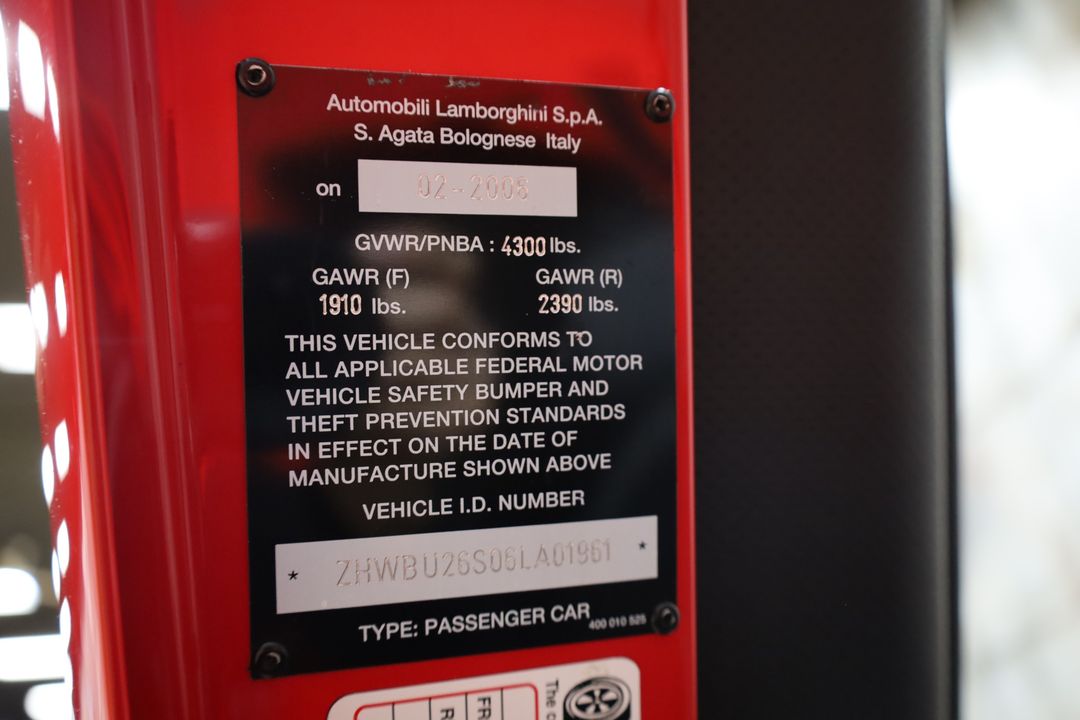 Automobili Lamborghini S.p.A.
S. Agata Bolognese Italy
on 02-2006
GVWR/PNBA : 4300 lbs.
GAWR (F) GAWR (R)
1910 lbs. 2390 lbs.
THIS VEHICLE CONFORMS TO
ALL APPLICABLE FEDERAL MOTOR
VEHICLE SAFETY BUMPER AND
THEFT PREVENTION STANDARDS
IN EFFECT ON THE DATE OF
MANUFACTURE SHOWN ABOVE
VEHICLE I.D. NUMBER
* ZHWBU26S06LA01961 *
TYPE: PASSENGER CAR
400 010 525
The
FR